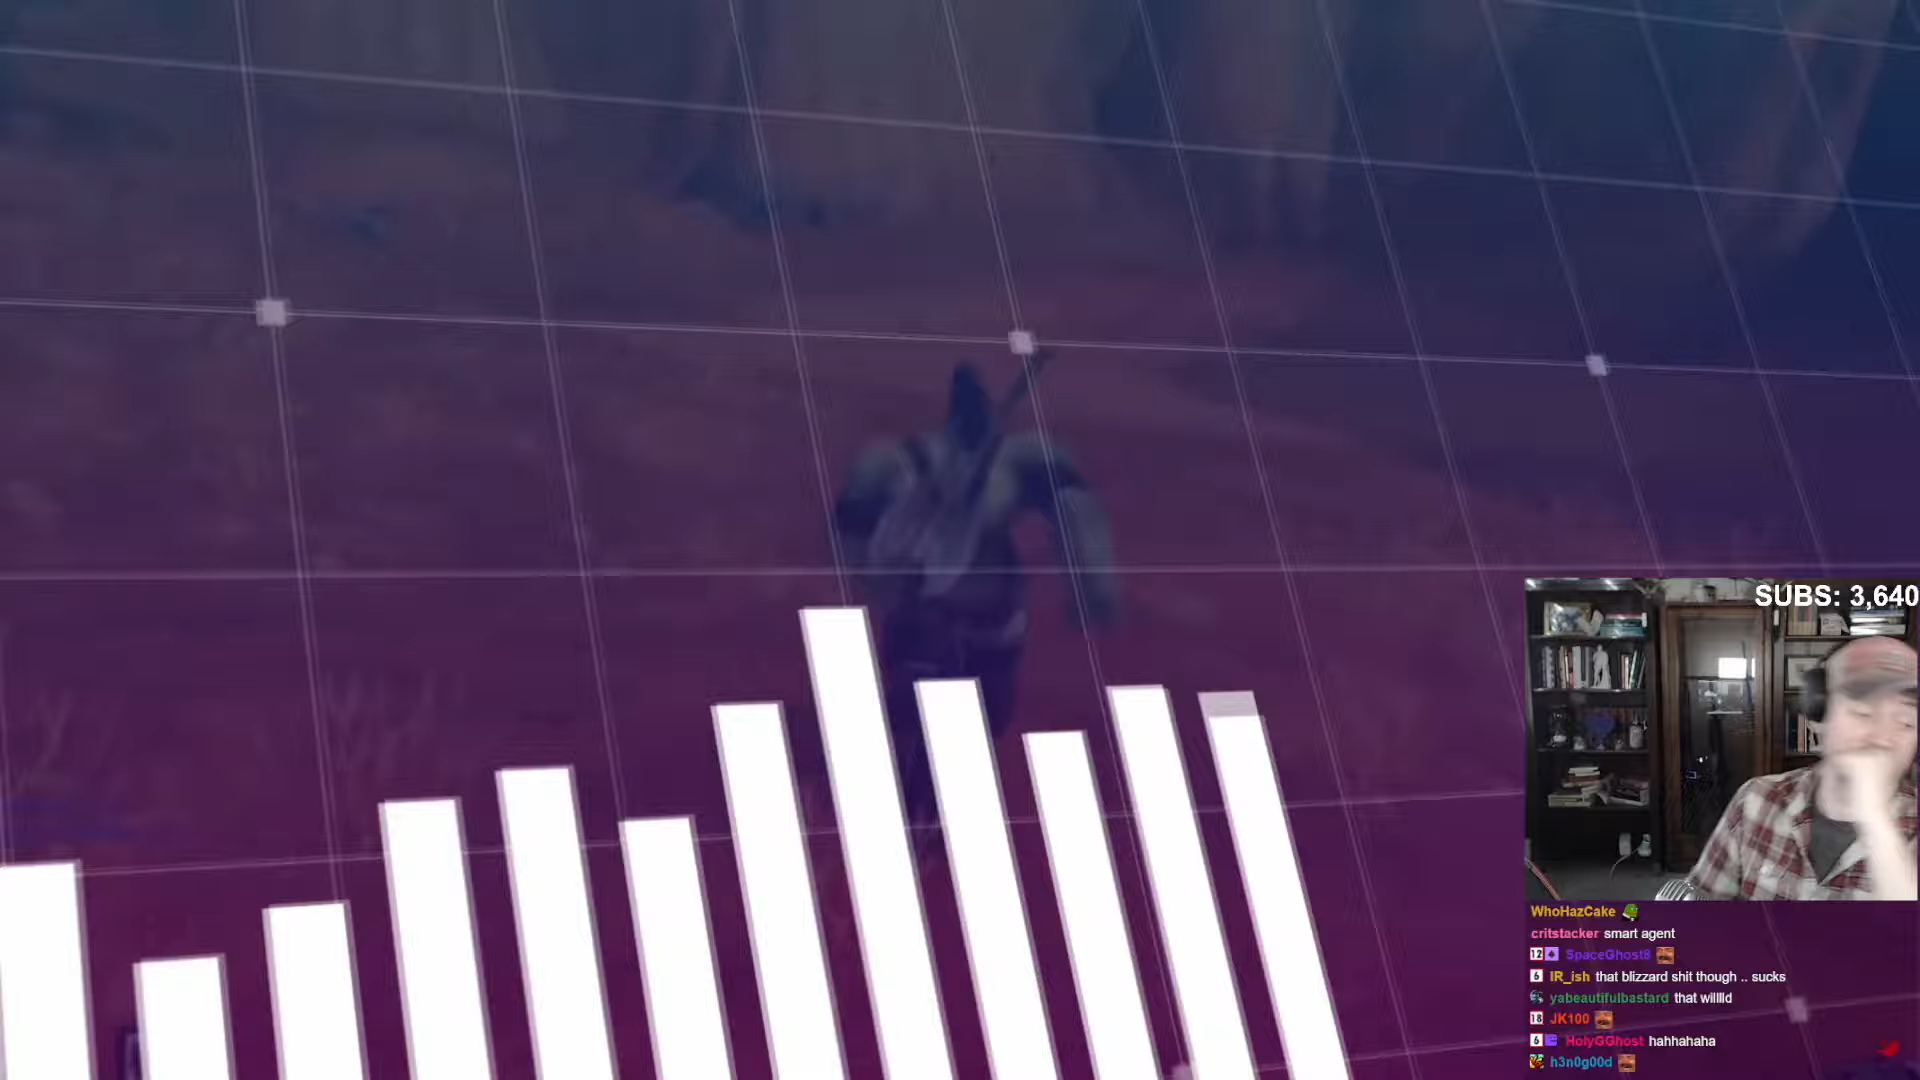 SUBS: 3,640
WhoHazCake
critstacker smart agent
12 SpaceGhost8
6 IR_ish that blizzard shit though .. sucks
yabeautifulbastard that willlld
18 JK100
6 HolyGGhost hahhahaha
h3n0g00d